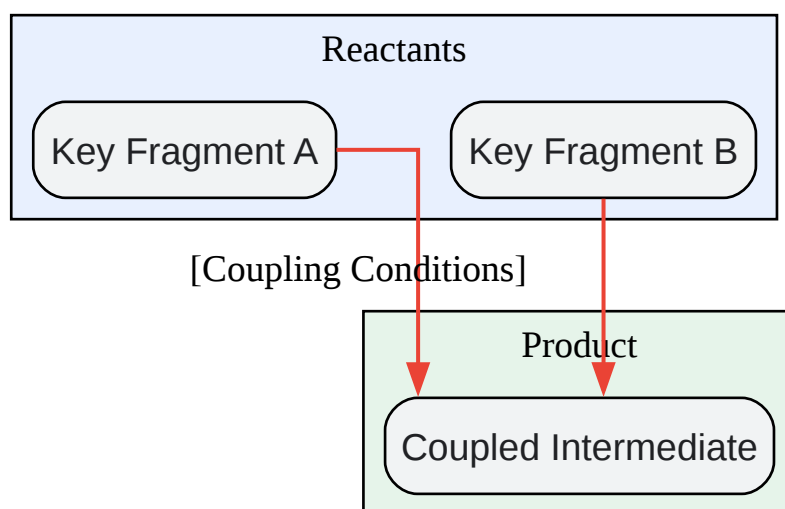 Reactants
Key Fragment A
Key Fragment B
[Coupling Conditions]
Product
Coupled Intermediate